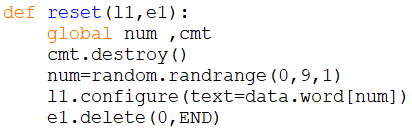 def reset(l1,e1):
    global num ,cmt
    cmt.destroy()
    num=random.randrange(0,9,1)
    l1.configure(text=data.word[num])
    e1.delete(0,END)